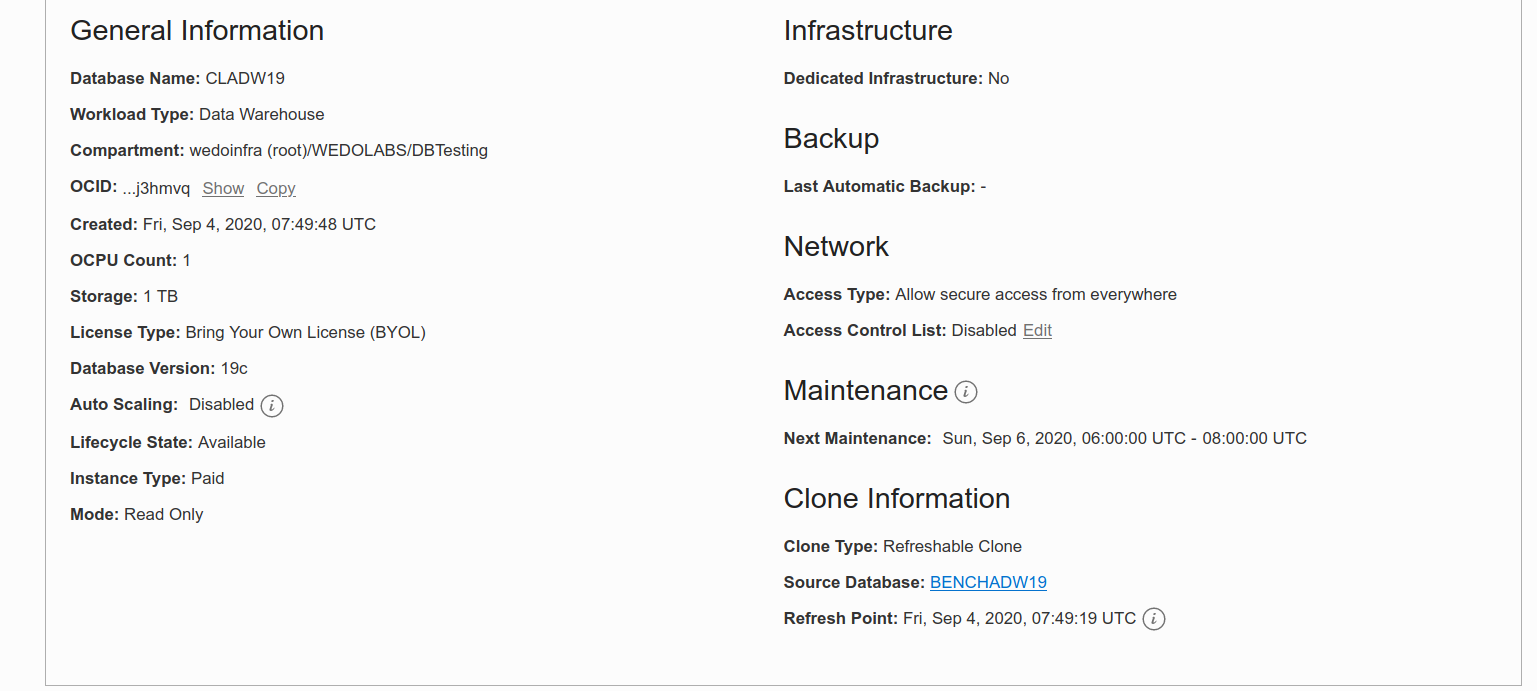 General Information
Database Name: CLADW19
Workload Type: Data Warehouse
Compartment: wedoinfra (root)/WEDOLABS/DBTesting
OCID: ...j3hmvq Show Copy
Created: Fri, Sep 4, 2020, 07:49:48 UTC
OCPU Count: 1
Storage: 1 TB
License Type: Bring Your Own License (BYOL)
Database Version: 19c
Auto Scaling: Disabled i
Lifecycle State: Available
Instance Type: Paid
Mode: Read Only
Infrastructure
Dedicated Infrastructure: No
Backup
Last Automatic Backup: -
Network
Access Type: Allow secure access from everywhere
Access Control List: Disabled Edit
Maintenance i
Next Maintenance: Sun, Sep 6, 2020, 06:00:00 UTC - 08:00:00 UTC
Clone Information
Clone Type: Refreshable Clone
Source Database: BENCHADW19
Refresh Point: Fri, Sep 4, 2020, 07:49:19 UTC i